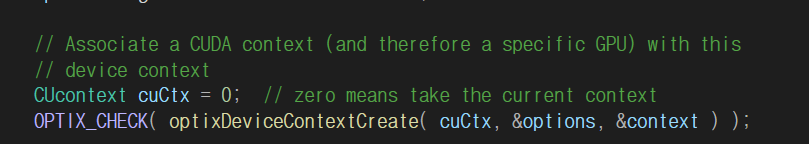 // Associate a CUDA context (and therefore a specific GPU) with this
// device context
CUcontext cuCtx = 0;  // zero means take the current context
OPTIX_CHECK( optixDeviceContextCreate( cuCtx, &options, &context ) );